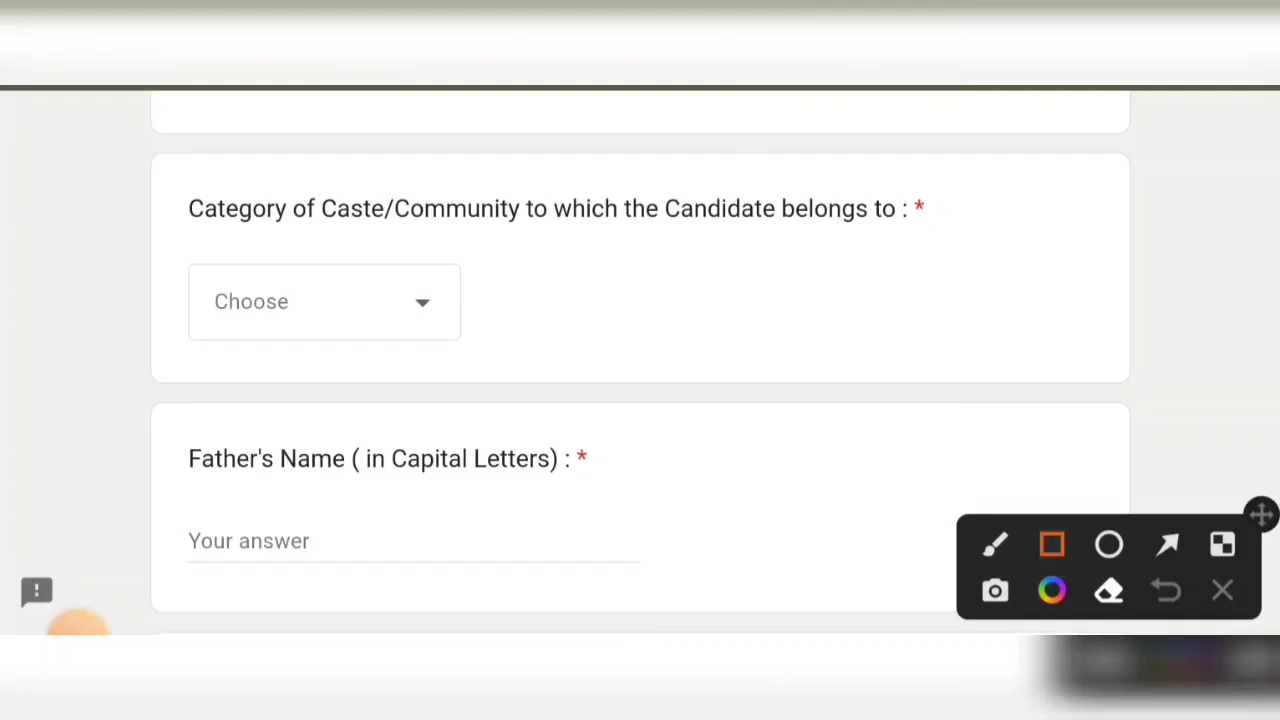 Category of Caste/Community to which the Candidate belongs to : *
Choose
Father's Name ( in Capital Letters) : *
Your answer